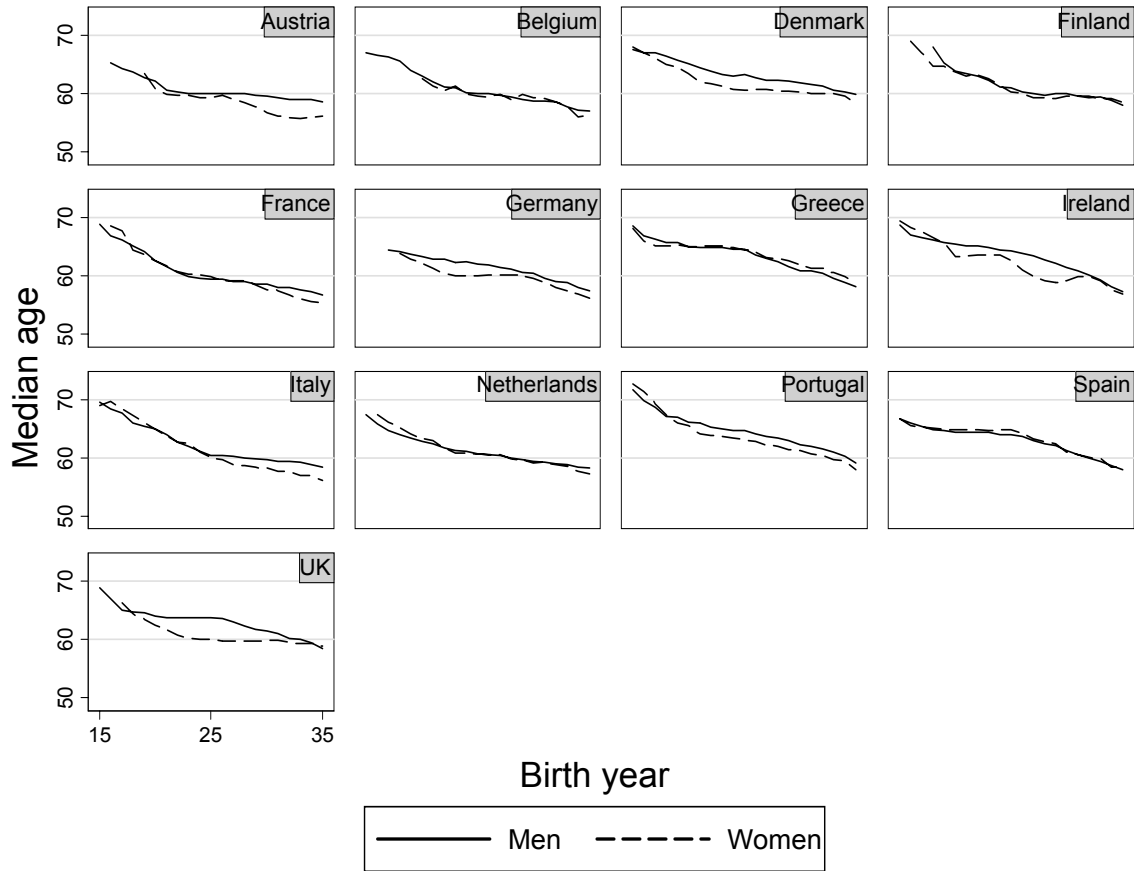 Austria
Belgium
Denmark
Finland
70
60
50
France
Germany
Greece
Ireland
70
60
50
Italy
Netherlands
Portugal
Spain
70
60
50
UK
70
60
50
15
25
35
Median age
Birth year
Men
Women